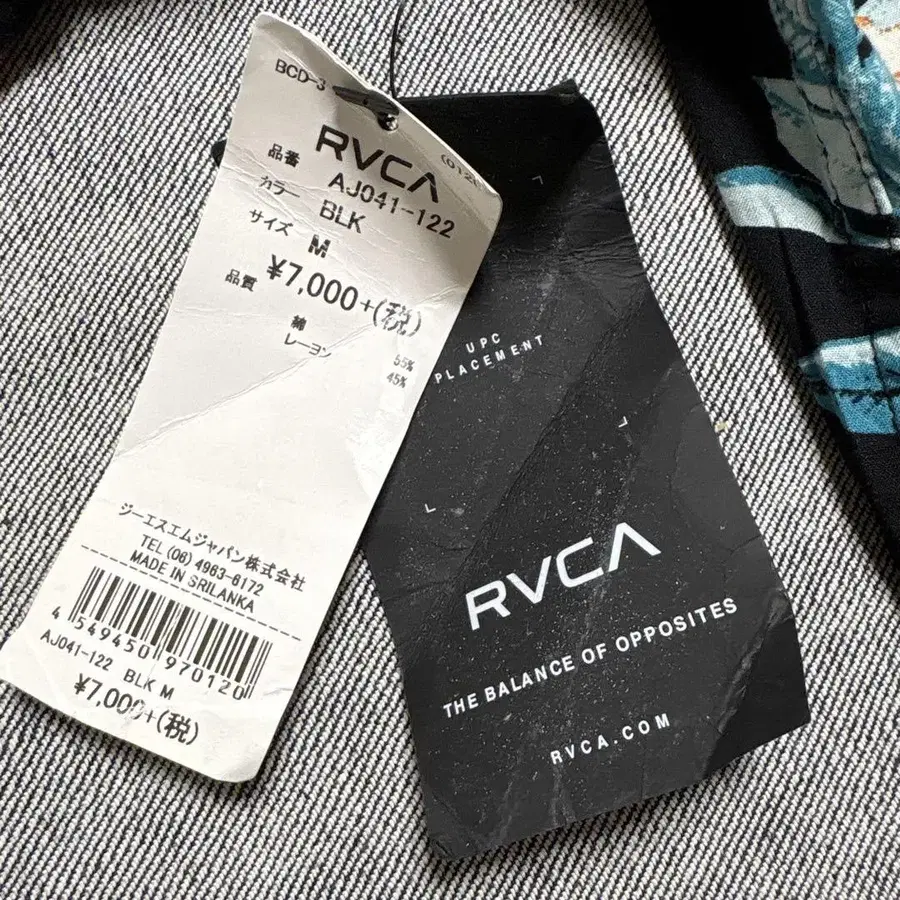 BCD-3
RVCA
品番 AJ041-122
カラー BLK
サイズ M
¥7,000+(税)
品質
綿 55%
レーヨン 45%
ジーエスエムジャパン株式会社
TEL (06) 4963-6172
MADE IN SRILANKA
4 549450 970120
AJ041-122
BLK M
¥7,000+(税)
UPC
PLACEMENT
RVCA
THE BALANCE OF OPPOSITES
RVCA.COM